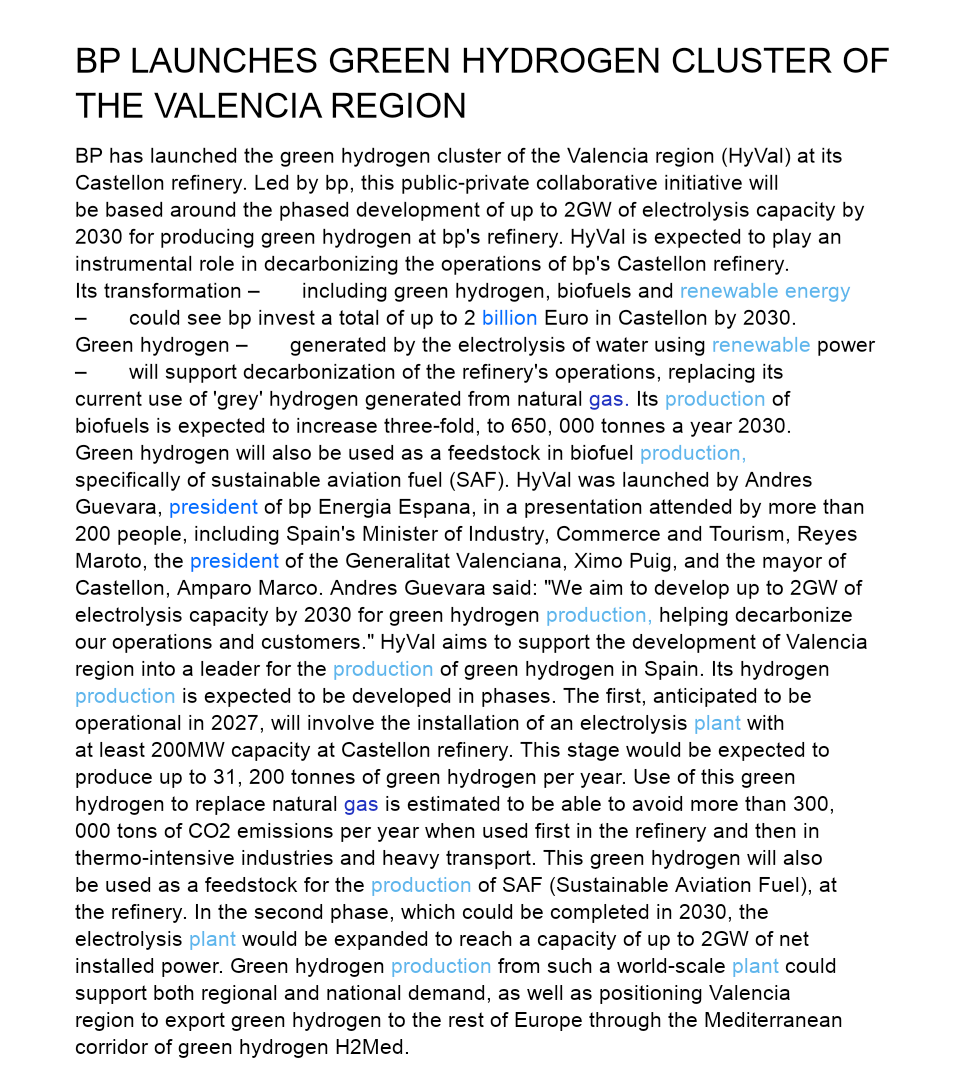 BP LAUNCHES GREEN HYDROGEN CLUSTER OF
THE VALENCIA REGION
BP has launched the green hydrogen cluster of the Valencia region (HyVal) at its
Castellon refinery. Led by bp, this public-private collaborative initiative will
be based around the phased development of up to 2GW of electrolysis capacity by
2030 for producing green hydrogen at bp's refinery. HyVal is expected to play an
instrumental role in decarbonizing the operations of bp's Castellon refinery.
Its transformation – including green hydrogen, biofuels and renewable energy
– could see bp invest a total of up to 2 billion Euro in Castellon by 2030.
Green hydrogen – generated by the electrolysis of water using renewable power
– will support decarbonization of the refinery's operations, replacing its
current use of 'grey' hydrogen generated from natural gas. Its production of
biofuels is expected to increase three-fold, to 650, 000 tonnes a year 2030.
Green hydrogen will also be used as a feedstock in biofuel production,
specifically of sustainable aviation fuel (SAF). HyVal was launched by Andres
Guevara, president of bp Energia Espana, in a presentation attended by more than
200 people, including Spain's Minister of Industry, Commerce and Tourism, Reyes
Maroto, the president of the Generalitat Valenciana, Ximo Puig, and the mayor of
Castellon, Amparo Marco. Andres Guevara said: "We aim to develop up to 2GW of
electrolysis capacity by 2030 for green hydrogen production, helping decarbonize
our operations and customers." HyVal aims to support the development of Valencia
region into a leader for the production of green hydrogen in Spain. Its hydrogen
production is expected to be developed in phases. The first, anticipated to be
operational in 2027, will involve the installation of an electrolysis plant with
at least 200MW capacity at Castellon refinery. This stage would be expected to
produce up to 31, 200 tonnes of green hydrogen per year. Use of this green
hydrogen to replace natural gas is estimated to be able to avoid more than 300,
000 tons of CO2 emissions per year when used first in the refinery and then in
thermo-intensive industries and heavy transport. This green hydrogen will also
be used as a feedstock for the production of SAF (Sustainable Aviation Fuel), at
the refinery. In the second phase, which could be completed in 2030, the
electrolysis plant would be expanded to reach a capacity of up to 2GW of net
installed power. Green hydrogen production from such a world-scale plant could
support both regional and national demand, as well as positioning Valencia
region to export green hydrogen to the rest of Europe through the Mediterranean
corridor of green hydrogen H2Med.